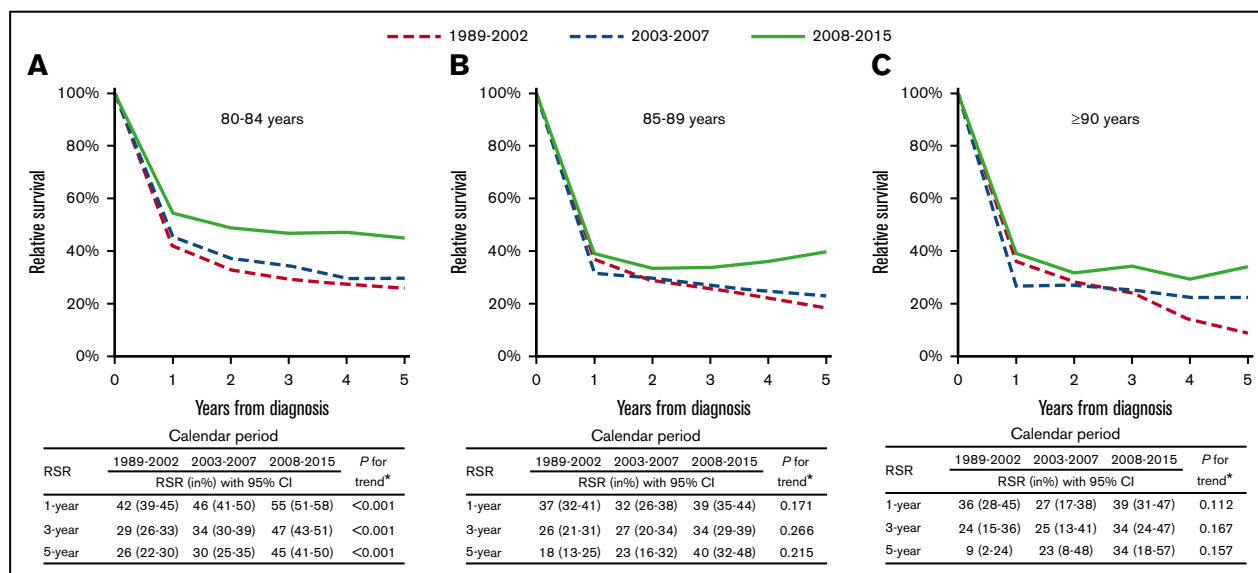 1989-2002 2003-2007 2008-2015
A
100%
80%
60%
40%
20%
0%
Relative survival
80-84 years
0 1 2 3 4 5
Years from diagnosis
Calendar period
RSR 1989-2002 2003-2007 2008-2015 P for trend*
RSR (in%) with 95% CI
1-year 42 (39-45) 46 (41-50) 55 (51-58) <0.001
3-year 29 (26-33) 34 (30-39) 47 (43-51) <0.001
5-year 26 (22-30) 30 (25-35) 45 (41-50) <0.001
B
100%
80%
60%
40%
20%
0%
Relative survival
85-89 years
0 1 2 3 4 5
Years from diagnosis
Calendar period
RSR 1989-2002 2003-2007 2008-2015 P for trend*
RSR (in%) with 95% CI
1-year 37 (32-41) 32 (26-38) 39 (35-44) 0.171
3-year 26 (21-31) 27 (20-34) 34 (29-39) 0.266
5-year 18 (13-25) 23 (16-32) 40 (32-48) 0.215
C
100%
80%
60%
40%
20%
0%
Relative survival
≥90 years
0 1 2 3 4 5
Years from diagnosis
Calendar period
RSR 1989-2002 2003-2007 2008-2015 P for trend*
RSR (in%) with 95% CI
1-year 36 (28-45) 27 (17-38) 39 (31-47) 0.112
3-year 24 (15-36) 25 (13-41) 34 (24-47) 0.167
5-year 9 (2-24) 23 (8-48) 34 (18-57) 0.157